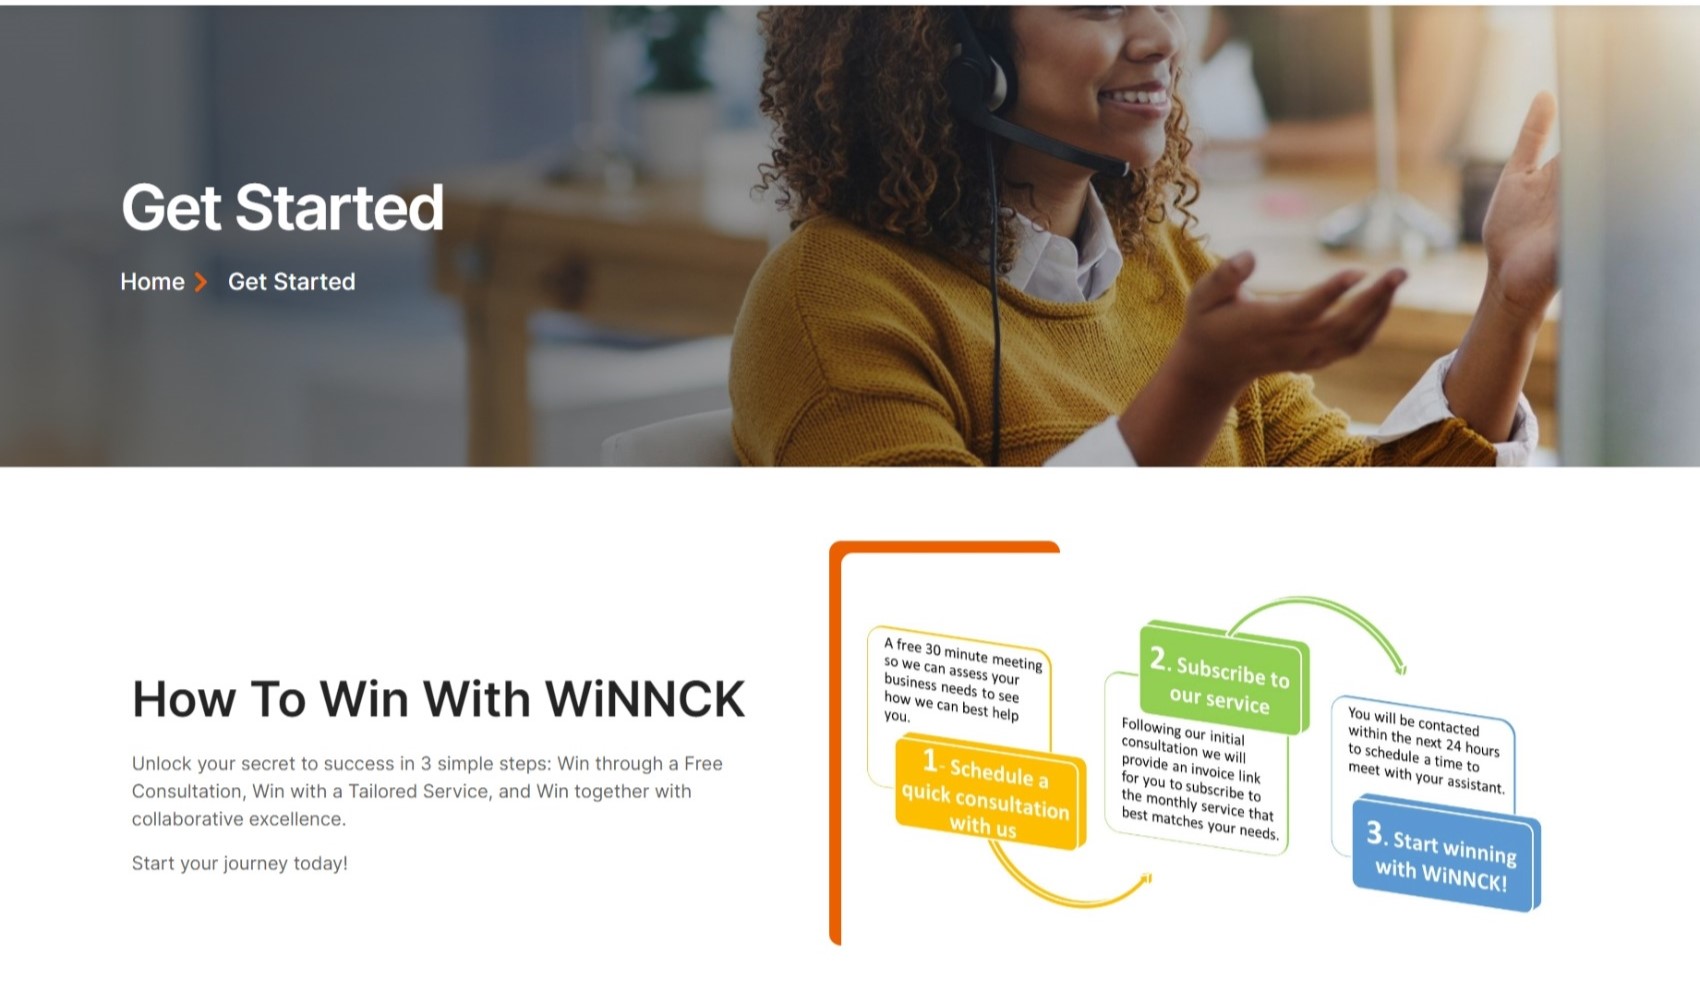 Get Started
Home
Get Started
How To Win With WiNNCK
Unlock your secret to success in 3 simple steps: Win through a Free
Consultation, Win with a Tailored Service, and Win together with
collaborative excellence.
Start your journey today!
A free 30 minute meeting
so we can assess your
business needs to see
how we can best help
you.
1- Schedule a
quick consultation
with us
2. Subscribe to
our service
Following our initial
consultation we will
provide an invoice link
for you to subscribe to
the monthly service that
best matches your needs.
You will be contacted
within the next 24 hours
to schedule a time to
meet with your assistant.
3. Start winning
with WiNNCK!